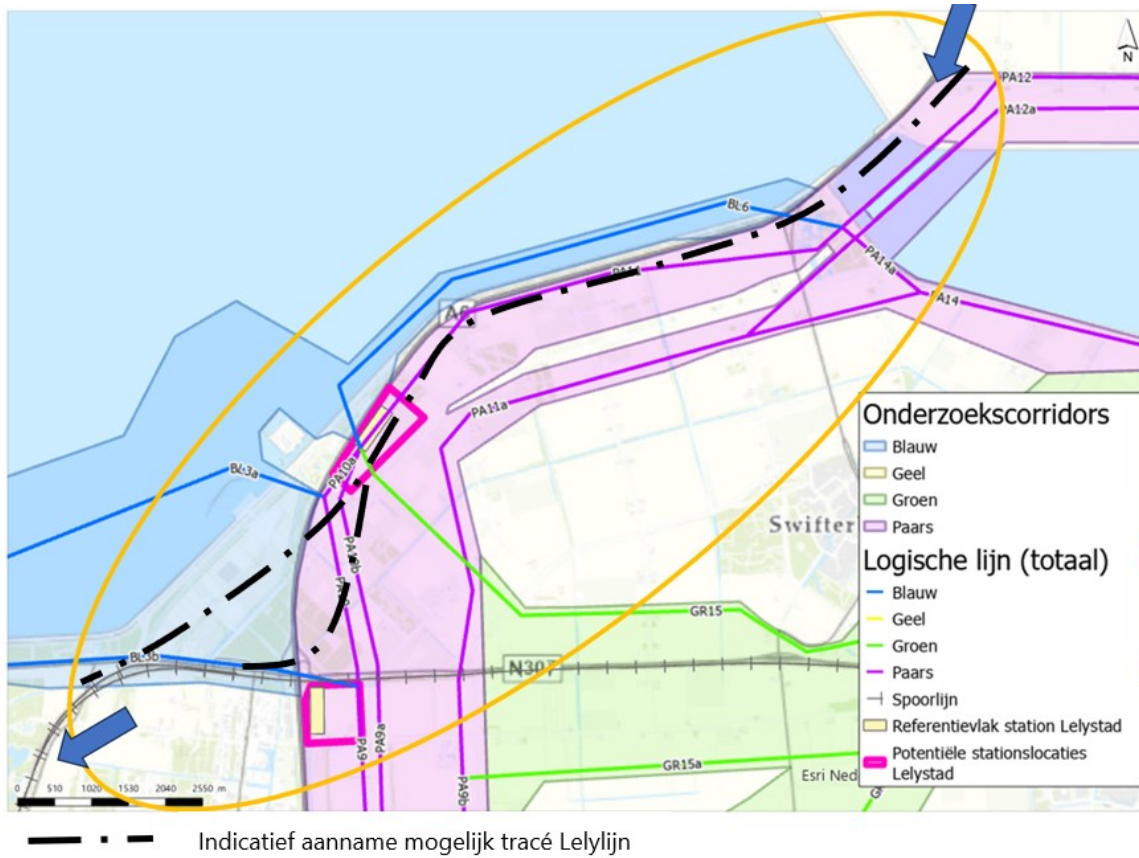 N
PA12
PA12a
BL6
PA14a
PA14
A6
PA11a
PA10a
BL3a
Swifter
GR15
BL3b
N307
PA9
PA9a
PA9b
GR15a
Esri Ned
0 510 1020 1530 2040 2550 m
Onderzoekscorridors
Blauw
Geel
Groen
Paars
Logische lijn (totaal)
Blauw
Geel
Groen
Paars
Spoorlijn
Referentievlak station Lelystad
Potentiële stationslocaties
Lelystad
Indicatief aanname mogelijk tracé Lelylijn